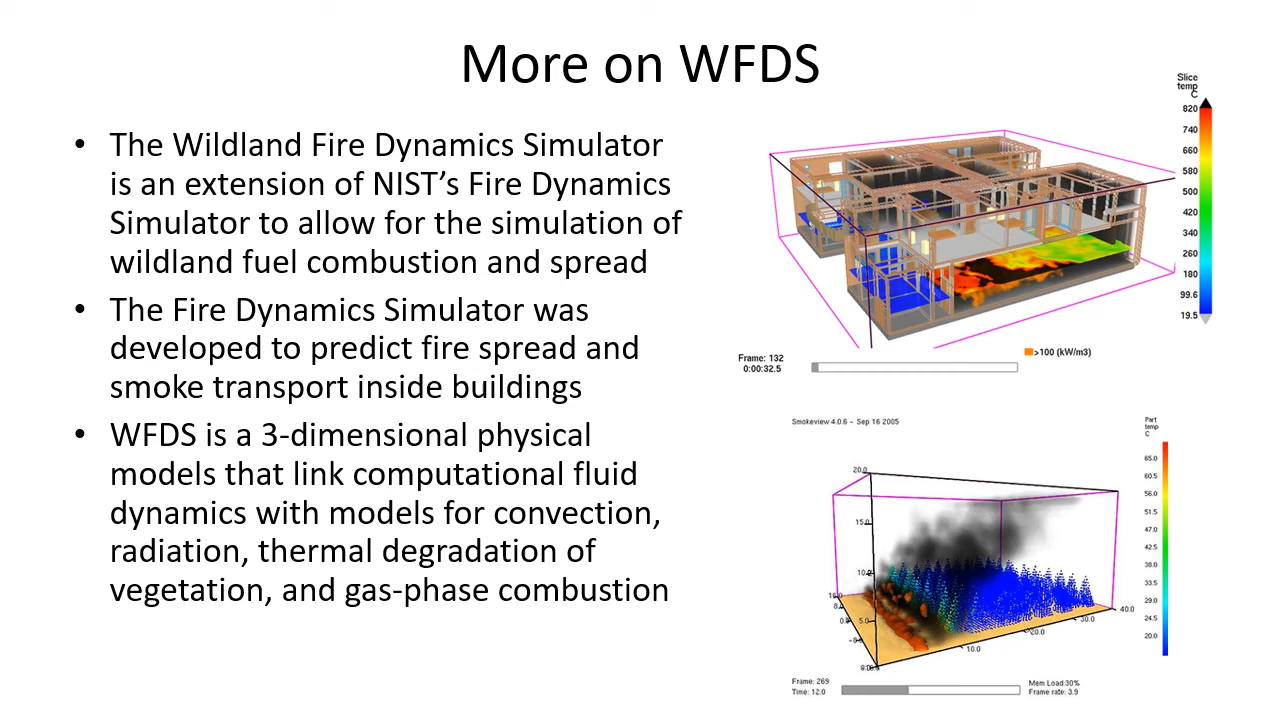 More on WFDS
• The Wildland Fire Dynamics Simulator
is an extension of NIST’s Fire Dynamics
Simulator to allow for the simulation of
wildland fuel combustion and spread
• The Fire Dynamics Simulator was
developed to predict fire spread and
smoke transport inside buildings
• WFDS is a 3-dimensional physical
models that link computational fluid
dynamics with models for convection,
radiation, thermal degradation of
vegetation, and gas-phase combustion
Slice
temp
C
820
740
660
580
500
420
340
260
180
99.6
19.5
>100 (kW/m3)
Frame: 132
0:00:32.5
Smokeview 4.0.6 – Sep 16 2005
Part
temp
C
65.0
60.5
56.0
51.5
47.0
42.5
38.0
33.5
29.0
24.5
20.0
20.0
15.0
5.0
10.0
20.0
30.0
40.0
Frame: 269
Time: 12.0
Mem Load:30%
Frame rate: 3.9